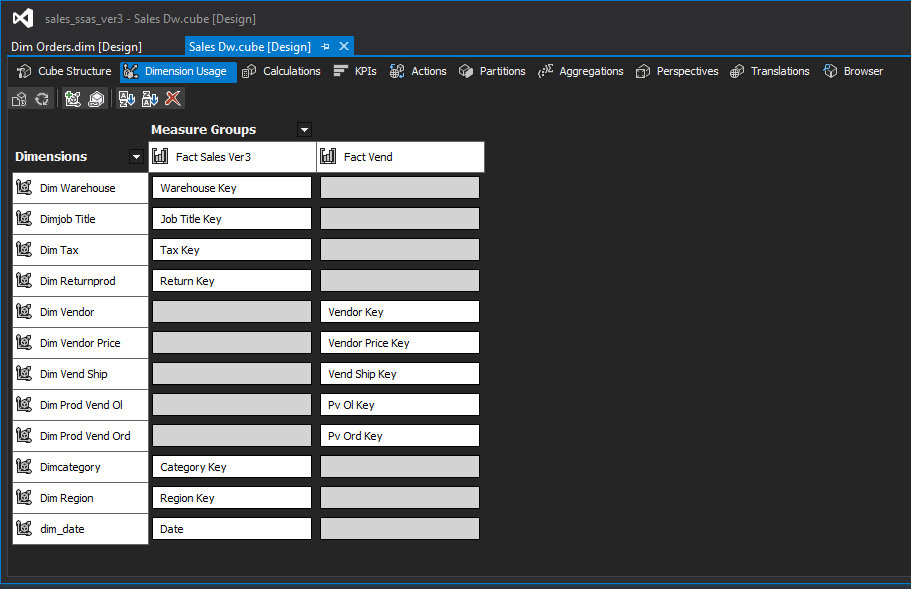 sales_ssas_ver3 - Sales Dw.cube [Design]
Dim Orders.dim [Design] Sales Dw.cube [Design]
Cube Structure Dimension Usage Calculations KPIs Actions Partitions Aggregations Perspectives Translations Browser
Measure Groups
Dimensions Fact Sales Ver3 Fact Vend
Dim Warehouse Warehouse Key
Dimjob Title Job Title Key
Dim Tax Tax Key
Dim Returnprod Return Key
Dim Vendor Vendor Key
Dim Vendor Price Vendor Price Key
Dim Vend Ship Vend Ship Key
Dim Prod Vend Ol Pv Ol Key
Dim Prod Vend Ord Pv Ord Key
Dimcategory Category Key
Dim Region Region Key
dim_date Date